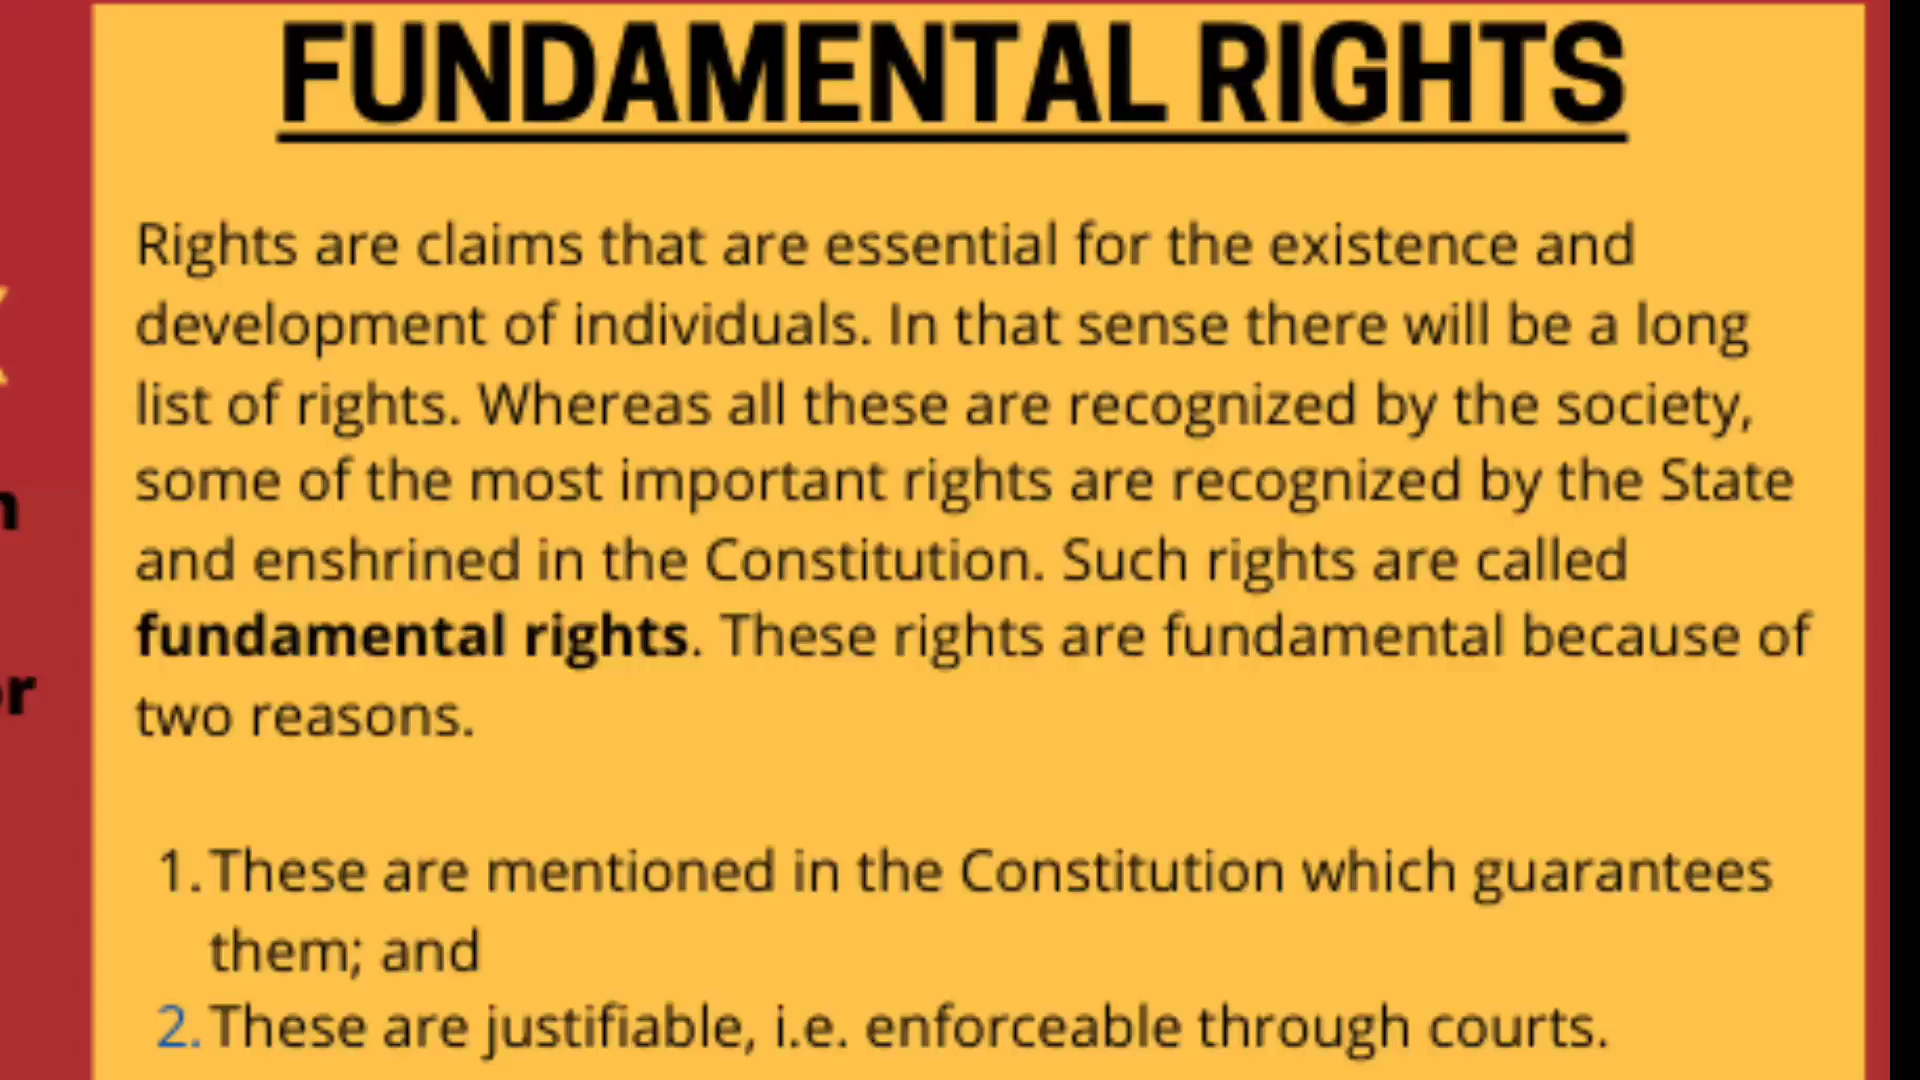 FUNDAMENTAL RIGHTS
Rights are claims that are essential for the existence and
development of individuals. In that sense there will be a long
list of rights. Whereas all these are recognized by the society,
some of the most important rights are recognized by the State
and enshrined in the Constitution. Such rights are called
fundamental rights. These rights are fundamental because of
two reasons.
1. These are mentioned in the Constitution which guarantees
them; and
2. These are justifiable, i.e. enforceable through courts.